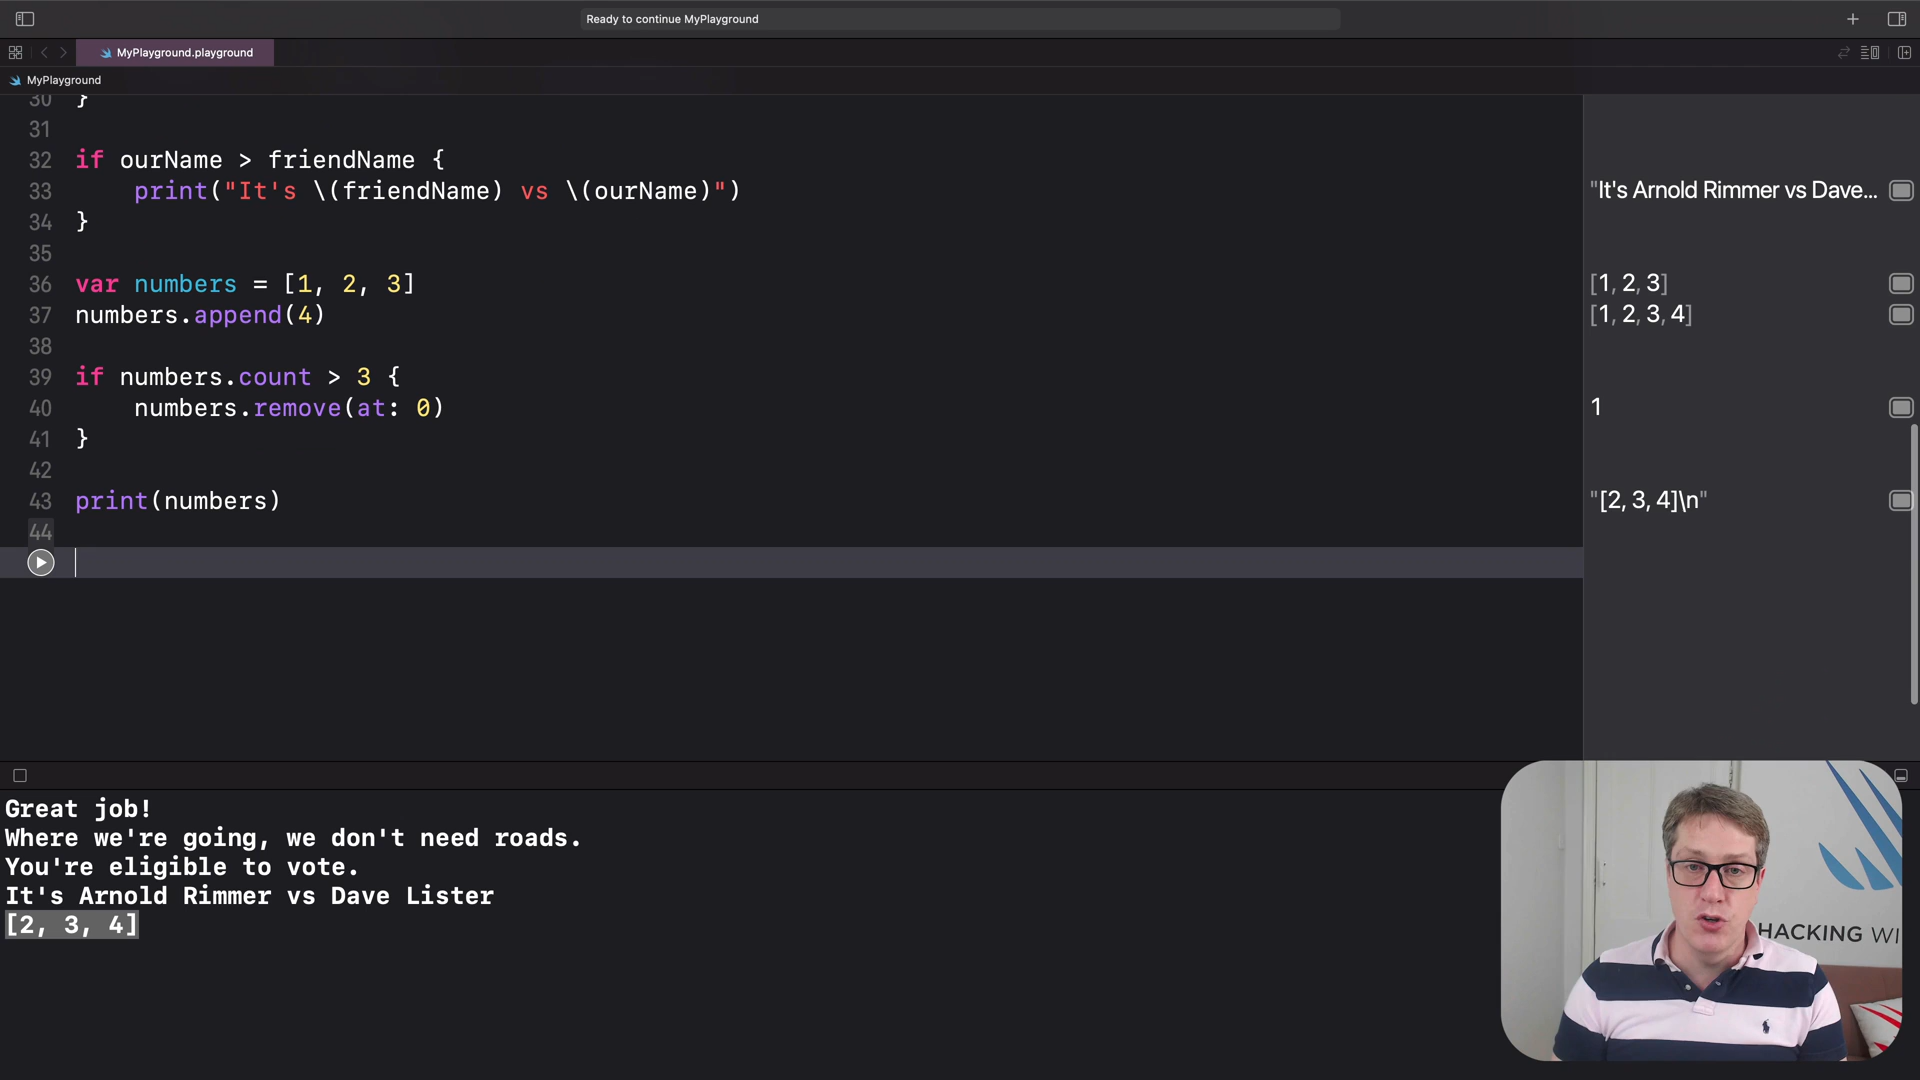 Ready to continue MyPlayground
MyPlayground.playground
MyPlayground
30 }
31
32 if ourName > friendName {
33 print("It's \(friendName) vs \(ourName)")
34 }
35
36 var numbers = [1, 2, 3]
37 numbers.append(4)
38
39 if numbers.count > 3 {
40 numbers.remove(at: 0)
41 }
42
43 print(numbers)
44
"It's Arnold Rimmer vs Dave...
[1, 2, 3]
[1, 2, 3, 4]
1
"[2, 3, 4]\n"
Great job!
Where we're going, we don't need roads.
You're eligible to vote.
It's Arnold Rimmer vs Dave Lister
[2, 3, 4]
HACKING WI